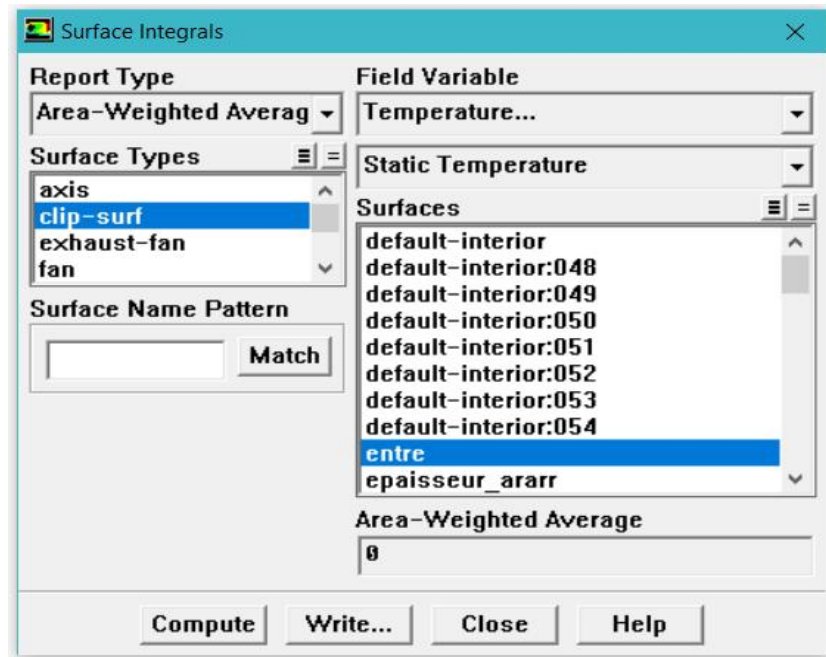 Surface Integrals
Report Type
Area-Weighted Averag
Surface Types
axis
clip-surf
exhaust-fan
fan
Surface Name Pattern
Match
Field Variable
Temperature...
Static Temperature
Surfaces
default-interior
default-interior:048
default-interior:049
default-interior:050
default-interior:051
default-interior:052
default-interior:053
default-interior:054
entre
epaisseur_ararr
Area-Weighted Average
0
Compute
Write...
Close
Help